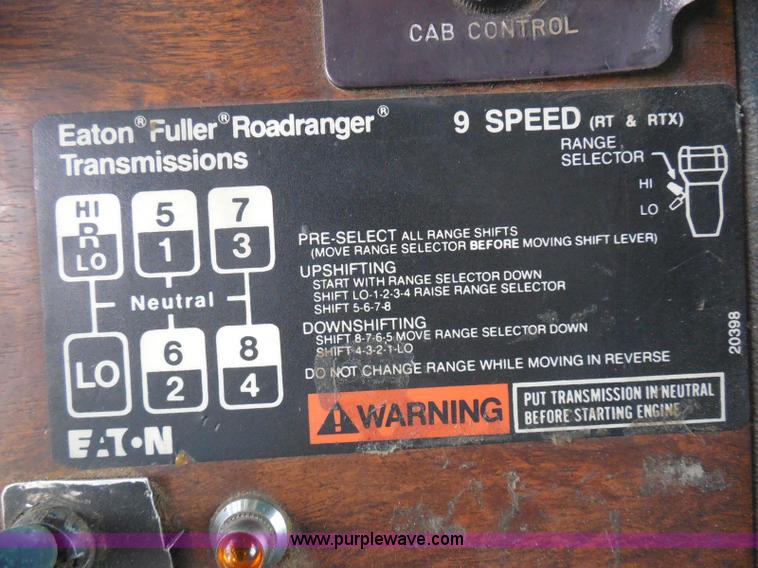 CAB CONTROL
Eaton® Fuller® Roadranger®
Transmissions
9 SPEED (RT & RTX)
RANGE
SELECTOR
HI
LO
HI
R
LO
5
1
7
3
Neutral
LO
6
2
8
4
PRE-SELECT ALL RANGE SHIFTS
(MOVE RANGE SELECTOR BEFORE MOVING SHIFT LEVER)
UPSHIFTING
START WITH RANGE SELECTOR DOWN
SHIFT LO-1-2-3-4 RAISE RANGE SELECTOR
SHIFT 5-6-7-8
DOWNSHIFTING
SHIFT 8-7-6-5 MOVE RANGE SELECTOR DOWN
SHIFT 4-3-2-1-LO
DO NOT CHANGE RANGE WHILE MOVING IN REVERSE
WARNING
PUT TRANSMISSION IN NEUTRAL
BEFORE STARTING ENGINE
EATON
20398
www.purplewave.com